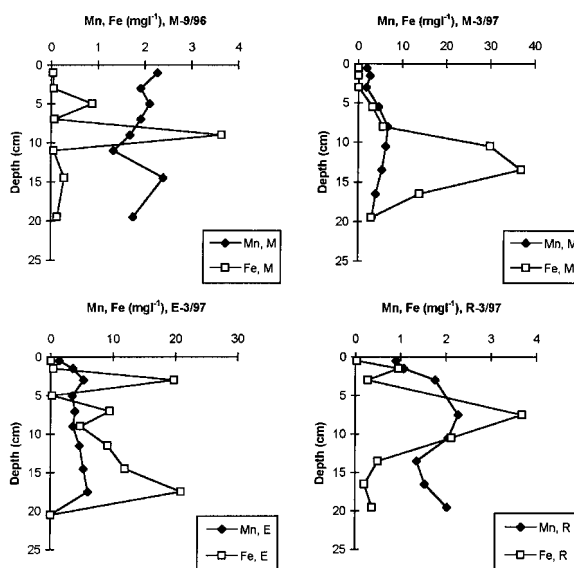 Mn, Fe (mgl⁻¹), M-9/96
0 1 2 3 4
0
5
10
15
20
25
Depth (cm)
Mn, M
Fe, M
Mn, Fe (mgl⁻¹), M-3/97
0 10 20 30 40
0
5
10
15
20
25
Depth (cm)
Mn, M
Fe, M
Mn, Fe (mgl⁻¹), E-3/97
0 10 20 30
0
5
10
15
20
25
Depth (cm)
Mn, E
Fe, E
Mn, Fe (mgl⁻¹), R-3/97
0 1 2 3 4
0
5
10
15
20
25
Depth (cm)
Mn, R
Fe, R